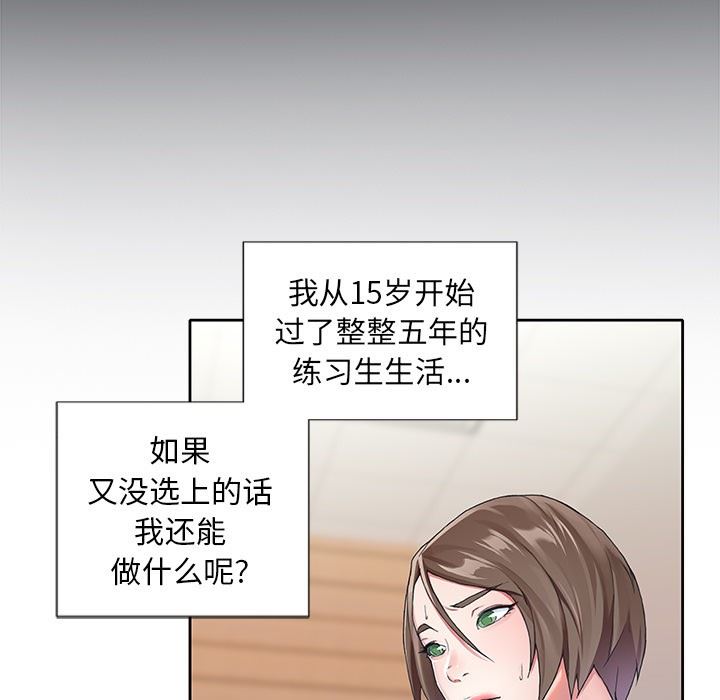 我从15岁开始
过了整整五年的
练习生生活...
如果
又没选上的话
我还能
做什么呢?